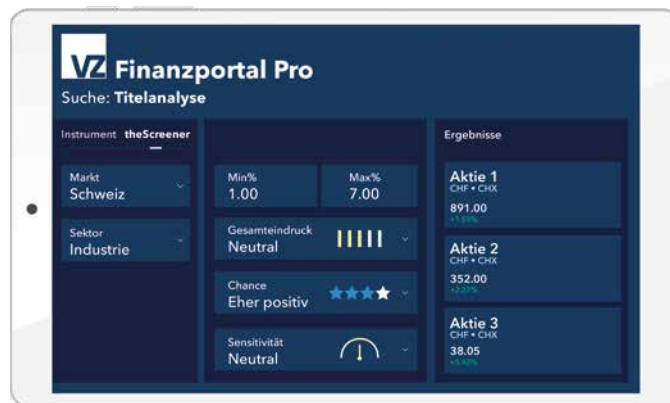 VZ Finanzportal Pro
Suche: Titelanalyse
Instrument theScreener
Markt
Schweiz
Sektor
Industrie
Min%
1.00
Max%
7.00
Gesamteindruck
Neutral
Chance
Eher positiv
Sensitivität
Neutral
Ergebnisse
Aktie 1
CHF • CHX
891.00
Aktie 2
CHF • CHX
352.00
Aktie 3
CHF • CHX
38.05